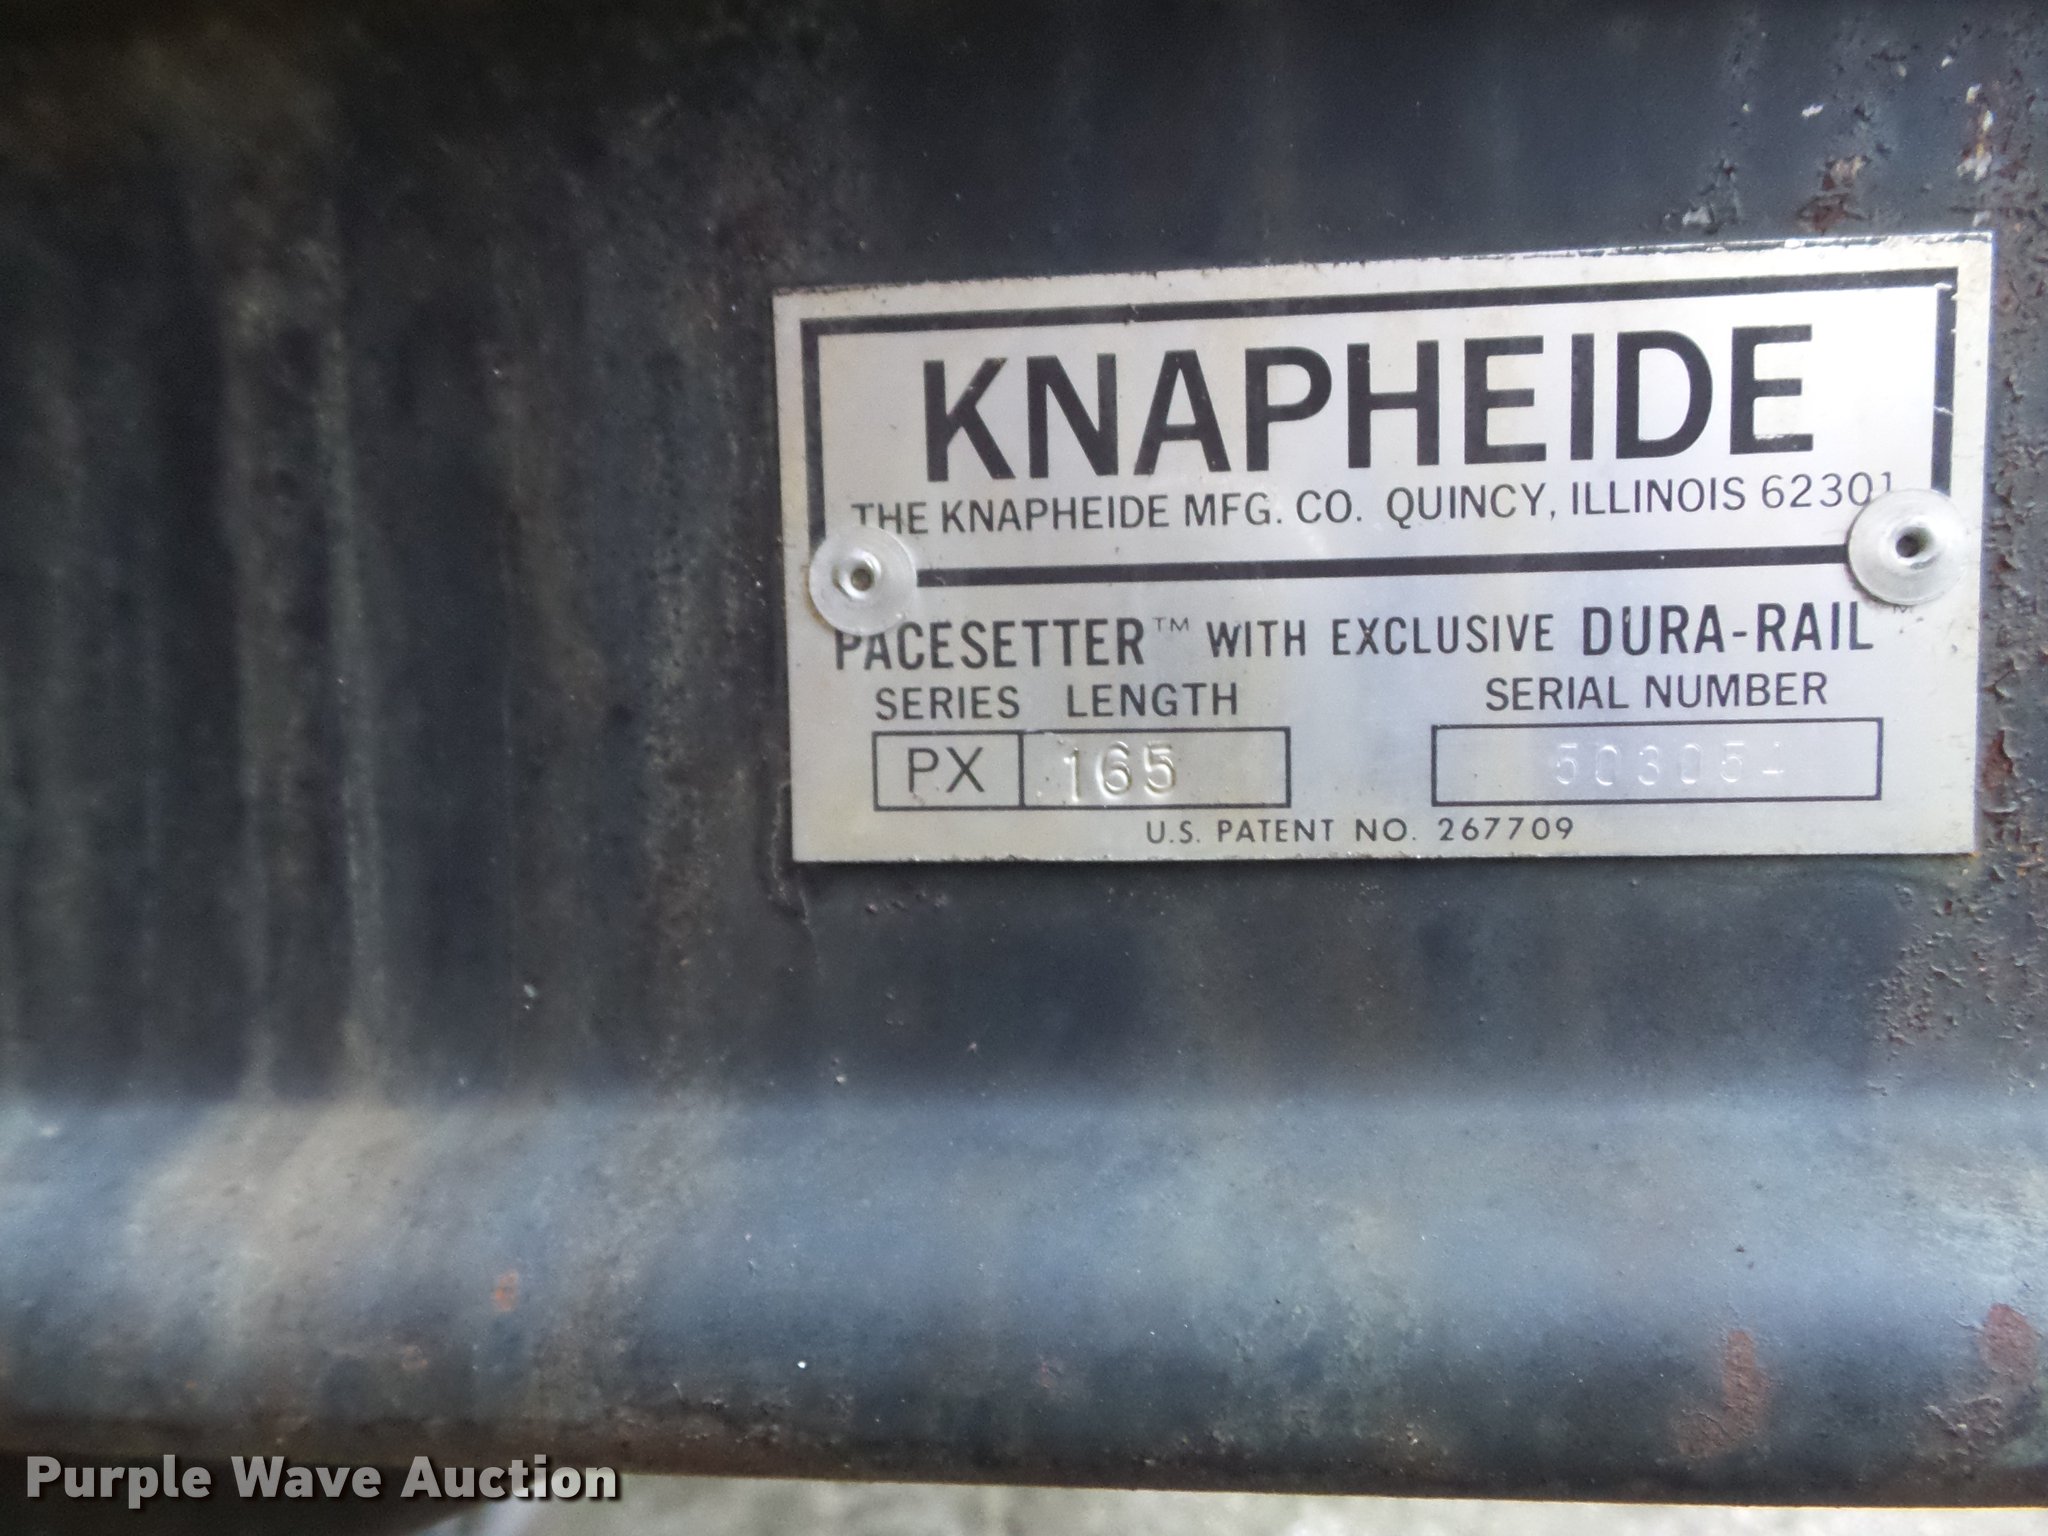 KNAPHEIDE
THE KNAPHEIDE MFG. CO. QUINCY, ILLINOIS 62301
PACESETTER™ WITH EXCLUSIVE DURA-RAIL™
SERIES LENGTH SERIAL NUMBER
PX 165
U.S. PATENT NO. 267709
Purple Wave Auction